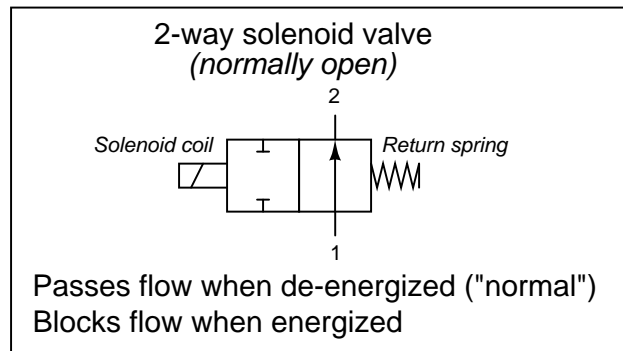 2-way solenoid valve
(normally open)
2
Solenoid coil
Return spring
1
Passes flow when de-energized ("normal")
Blocks flow when energized